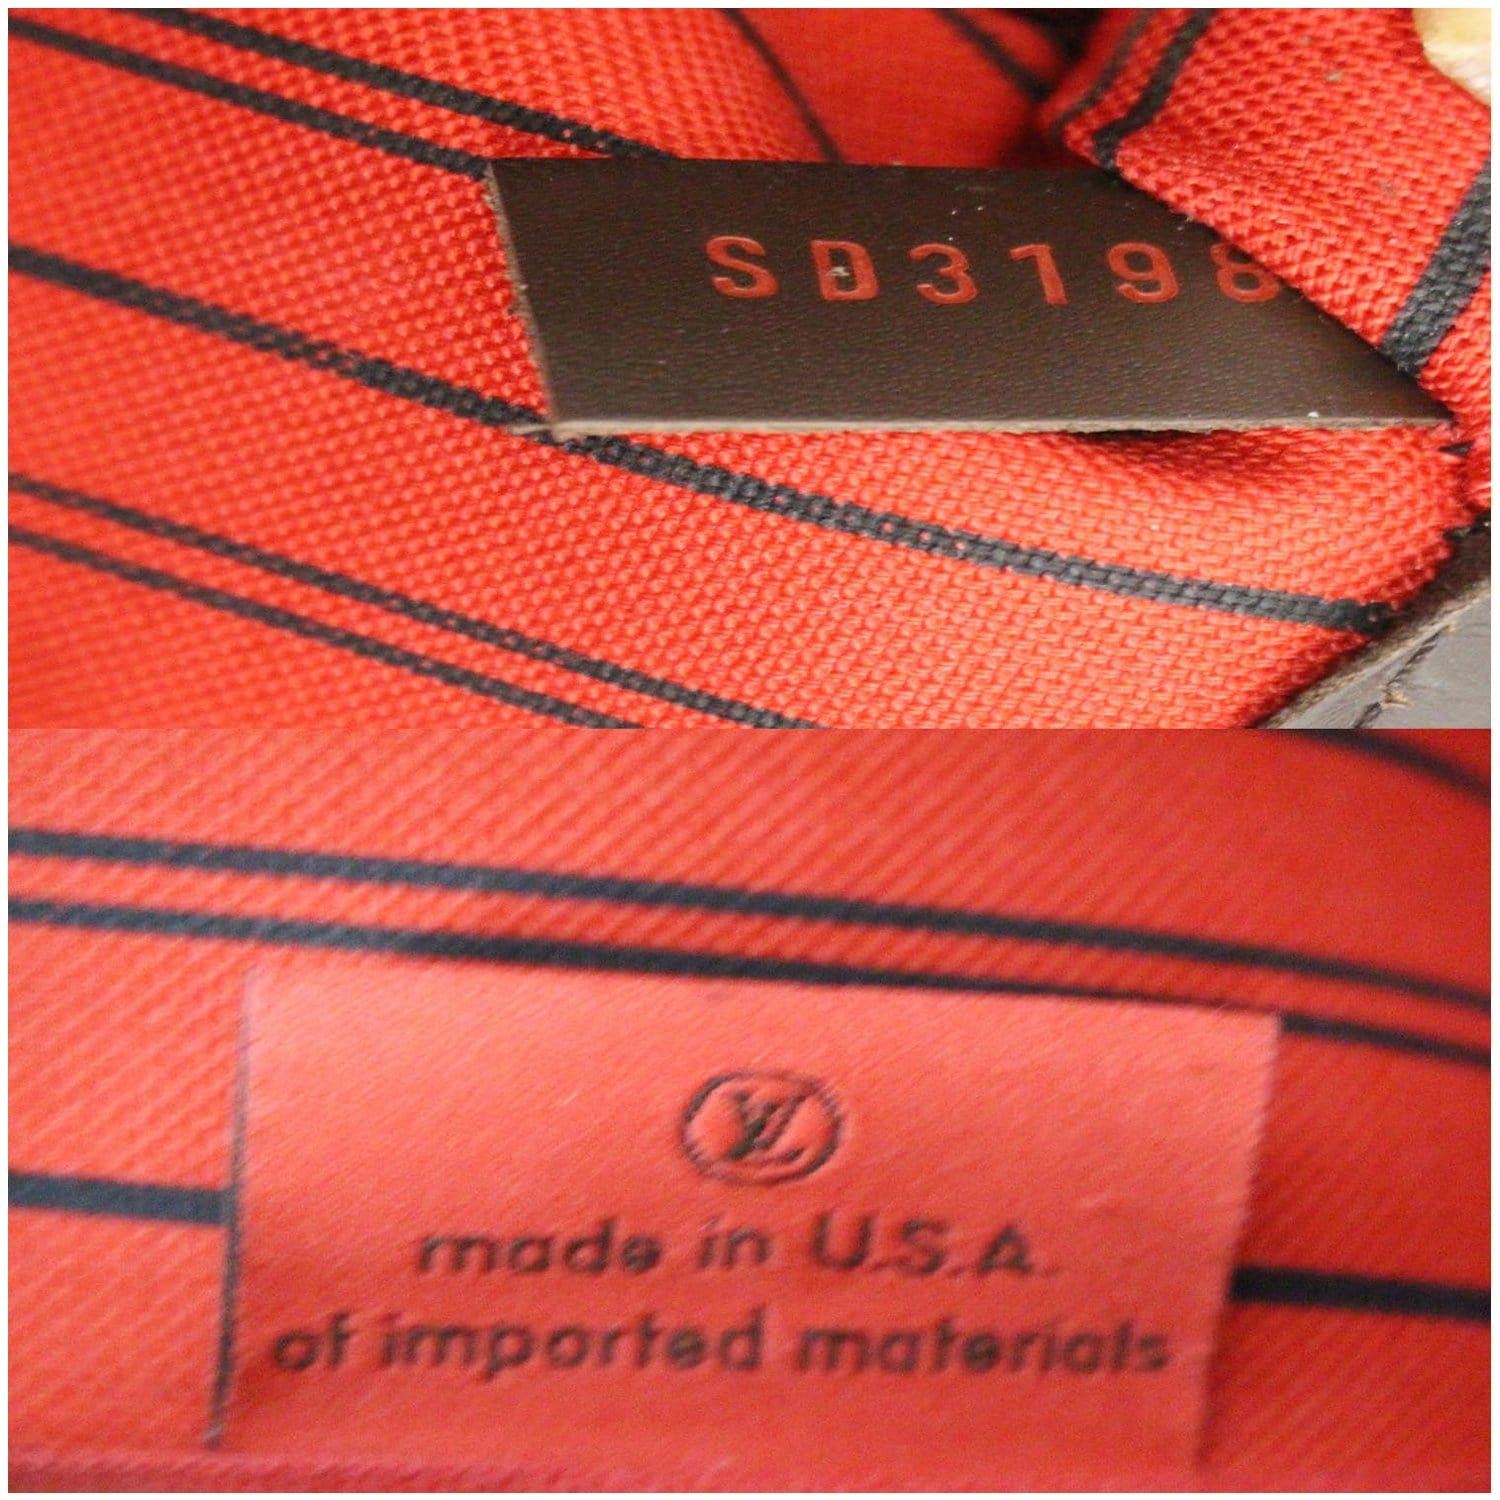 SD3198
LV
made in U.S.A.
of imported materials